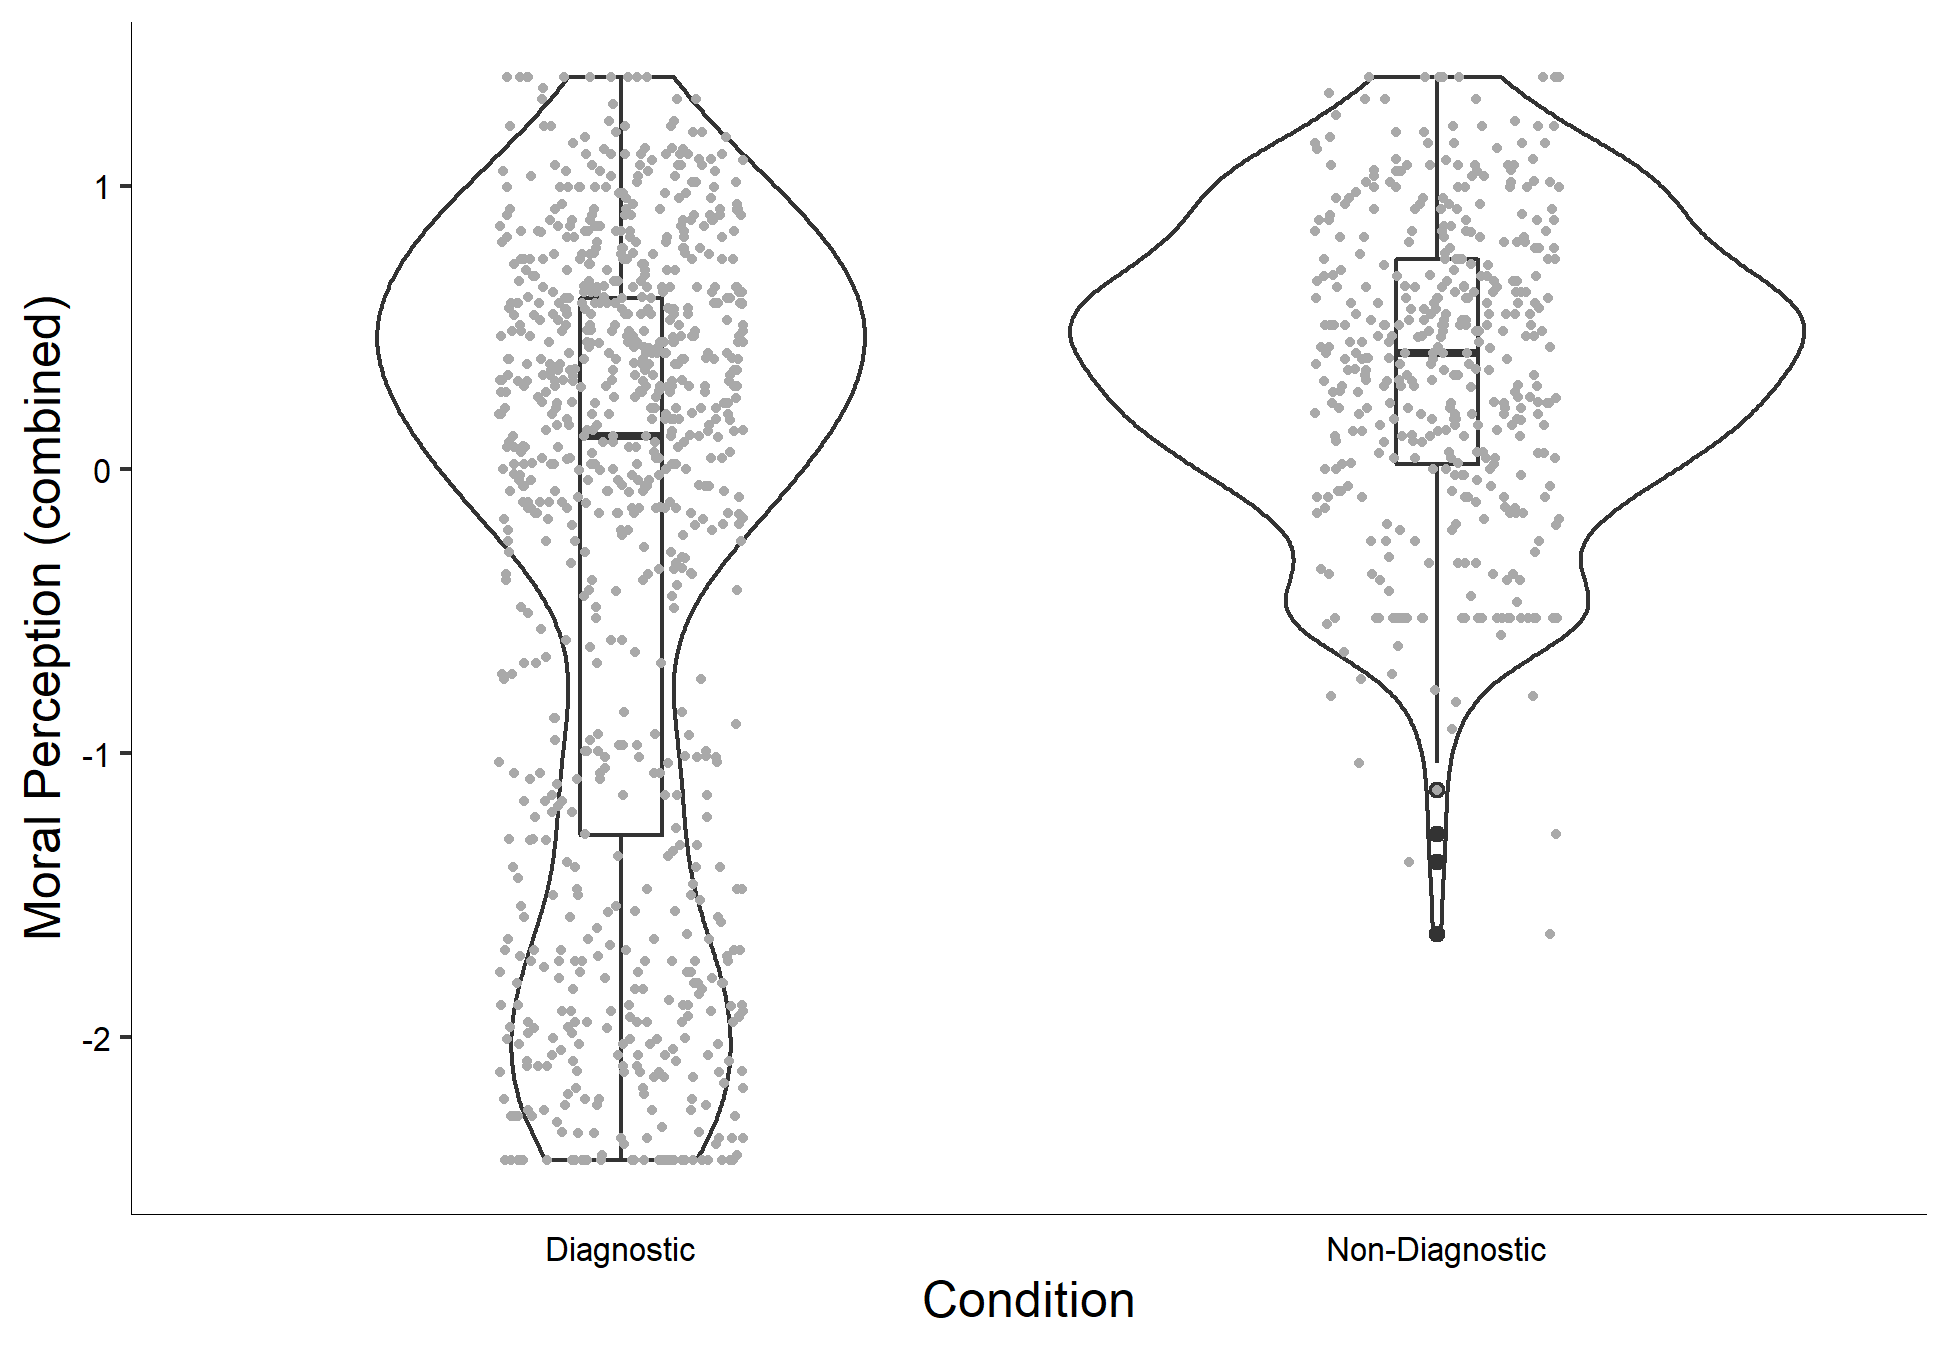 Moral Perception (combined)
1
0
-1
-2
Diagnostic
Non-Diagnostic
Condition